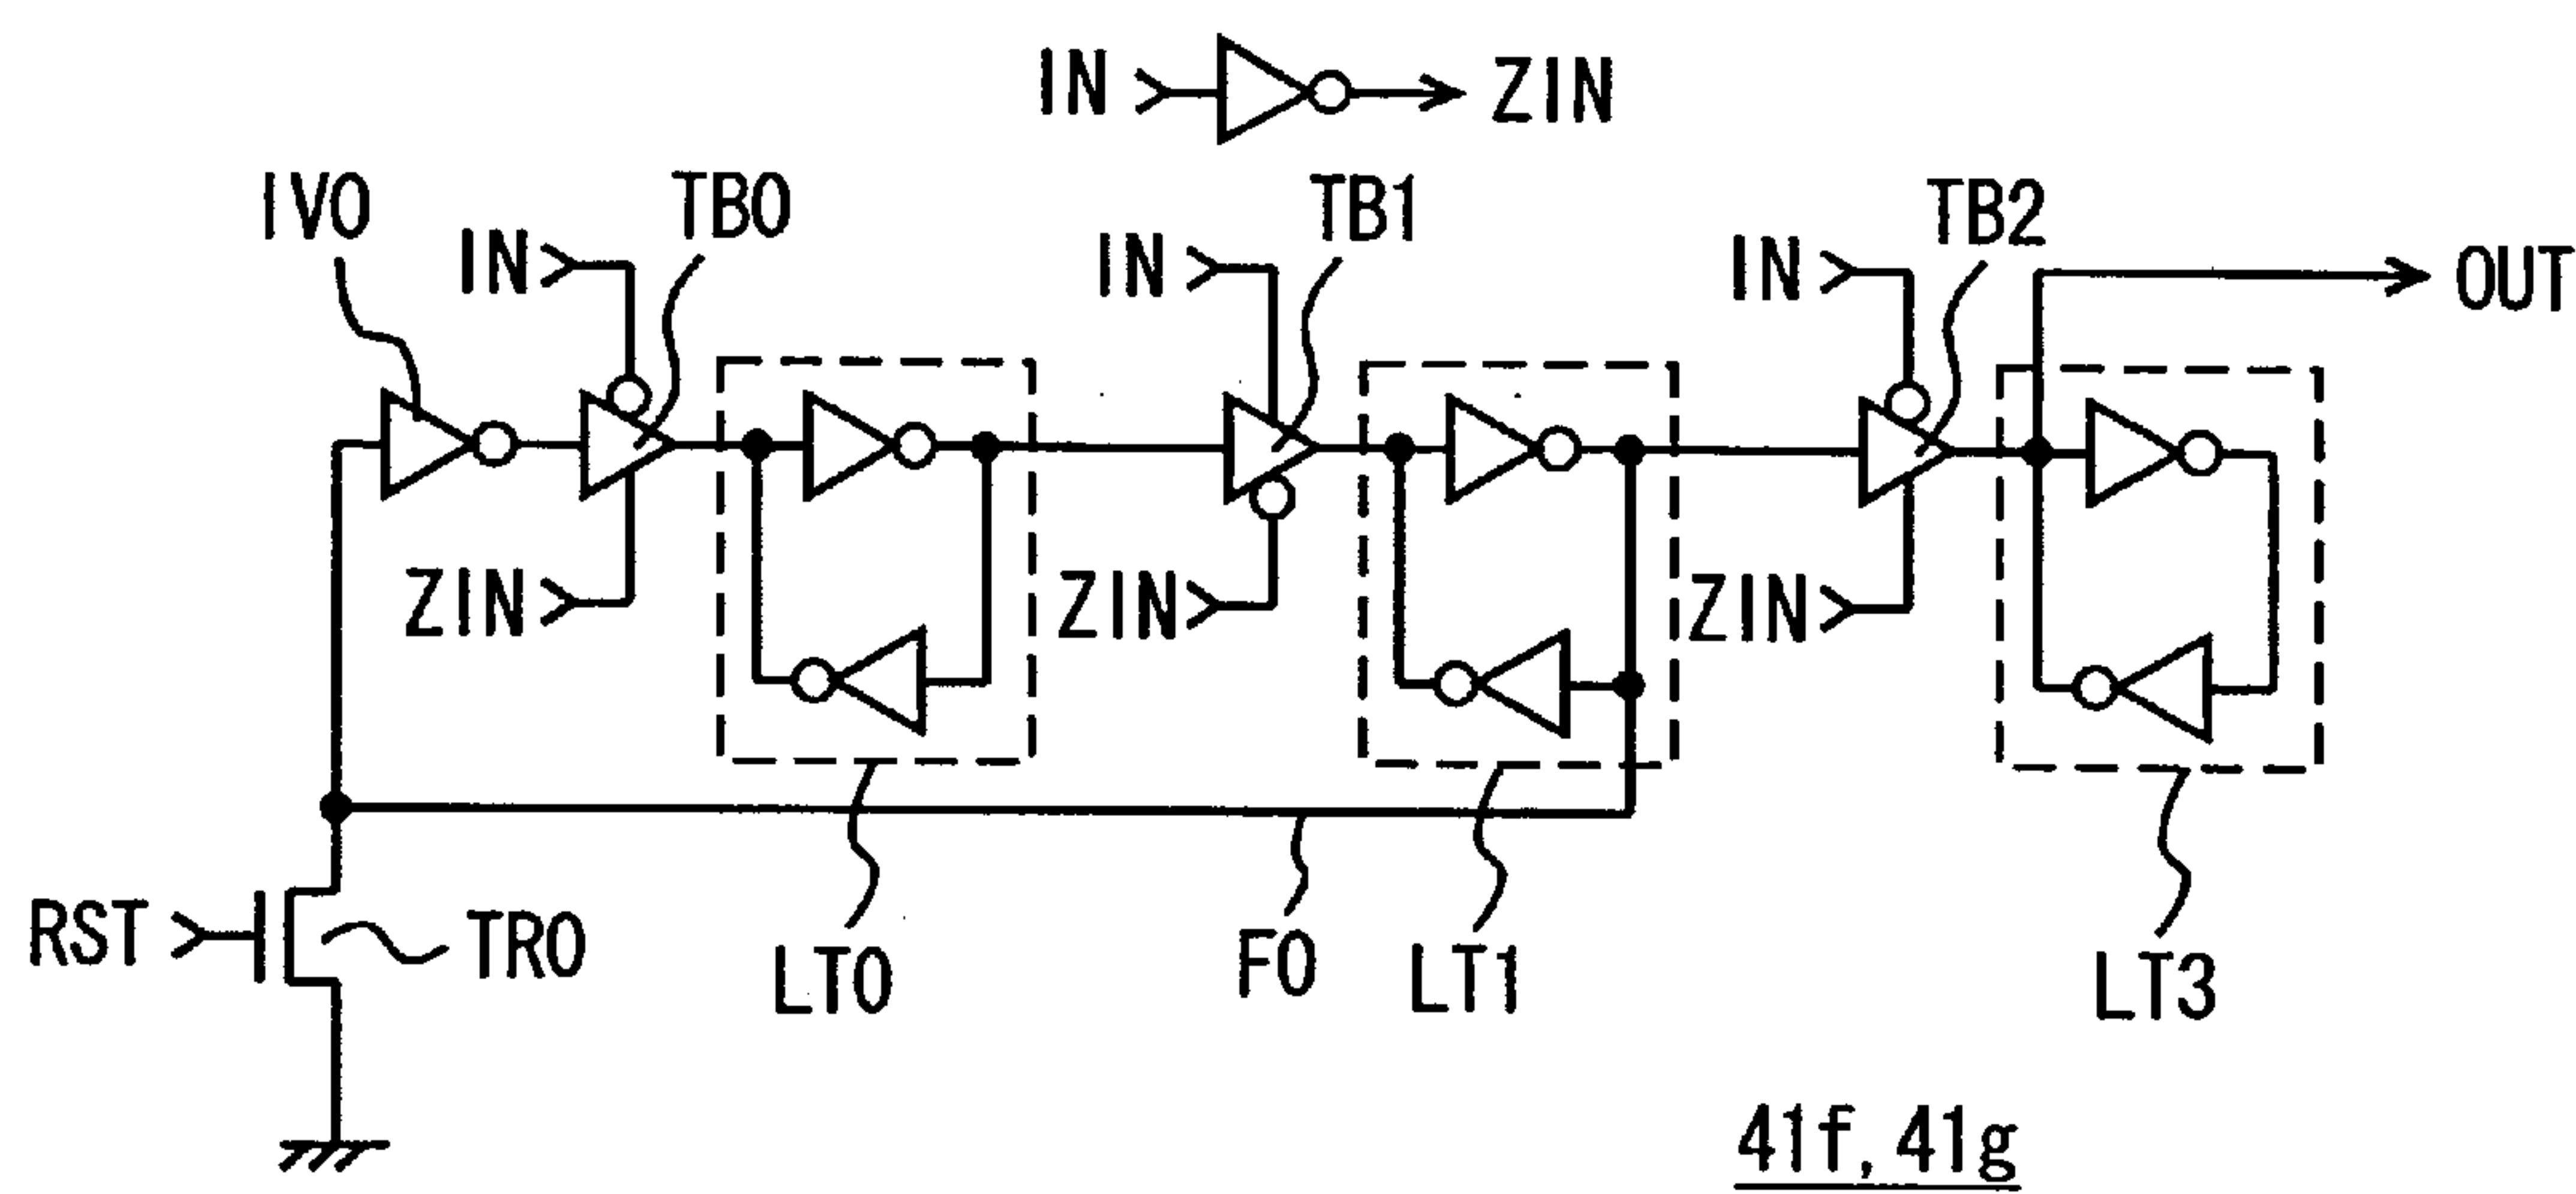 IN ZIN
IV0 IN TB0 IN TB1 IN TB2 OUT
ZIN ZIN ZIN
RST TR0 LT0 F0 LT1 LT3
41f, 41g